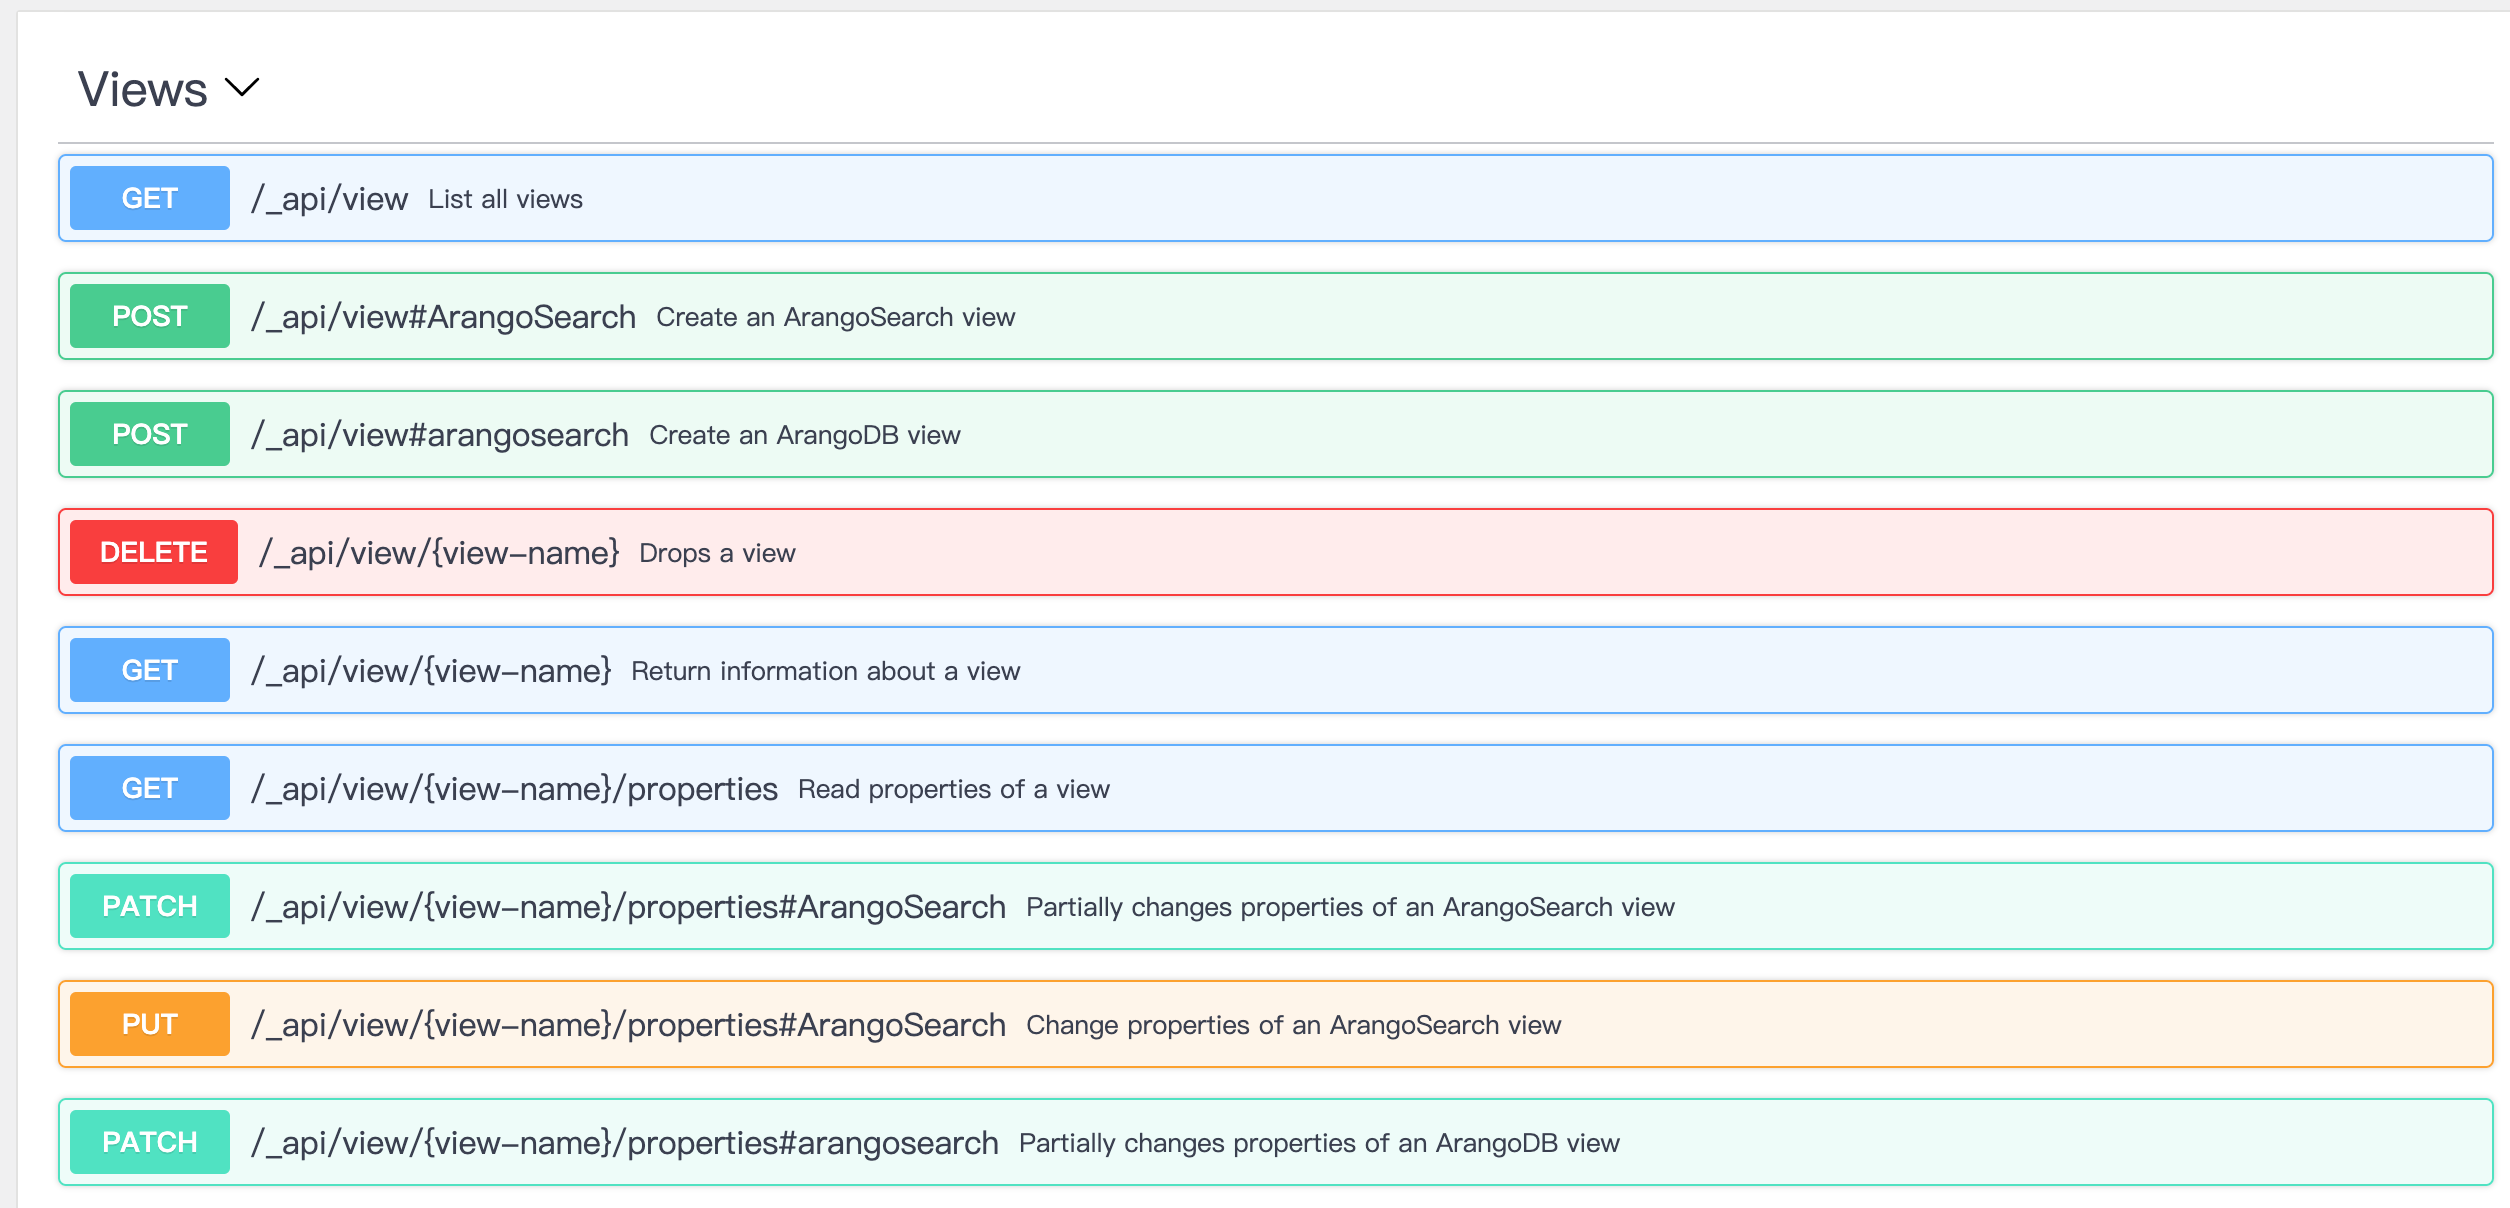 Views
GET /_api/view List all views
POST /_api/view#ArangoSearch Create an ArangoSearch view
POST /_api/view#arangosearch Create an ArangoDB view
DELETE /_api/view/{view-name} Drops a view
GET /_api/view/{view-name} Return information about a view
GET /_api/view/{view-name}/properties Read properties of a view
PATCH /_api/view/{view-name}/properties#ArangoSearch Partially changes properties of an ArangoSearch view
PUT /_api/view/{view-name}/properties#ArangoSearch Change properties of an ArangoSearch view
PATCH /_api/view/{view-name}/properties#arangosearch Partially changes properties of an ArangoDB view